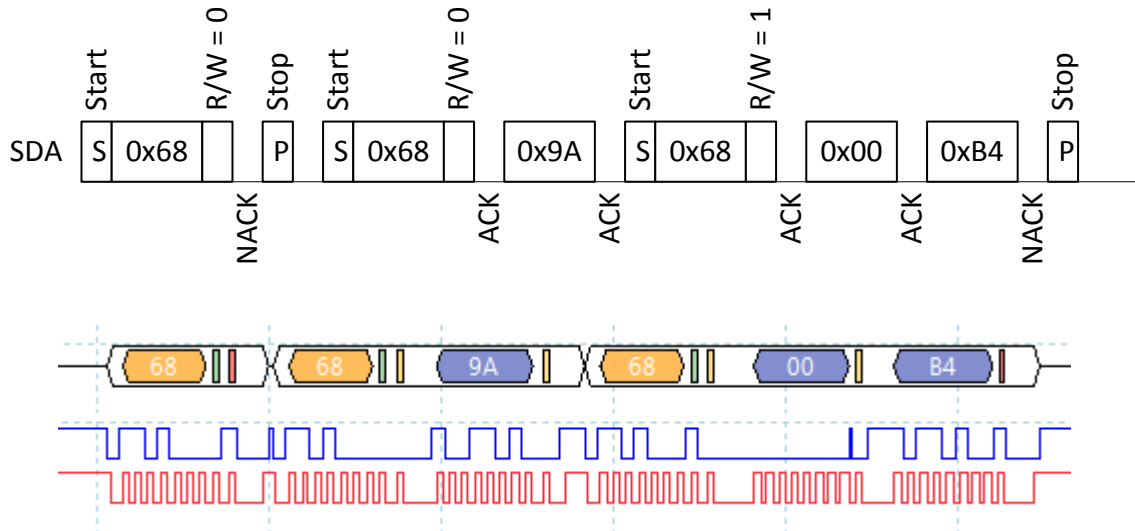 Start R/W = 0 Stop Start R/W = 0 Start R/W = 1 Stop
SDA S 0x68 P S 0x68 0x9A S 0x68 0x00 0xB4 P
NACK ACK ACK ACK ACK NACK
68 68 9A 68 00 B4